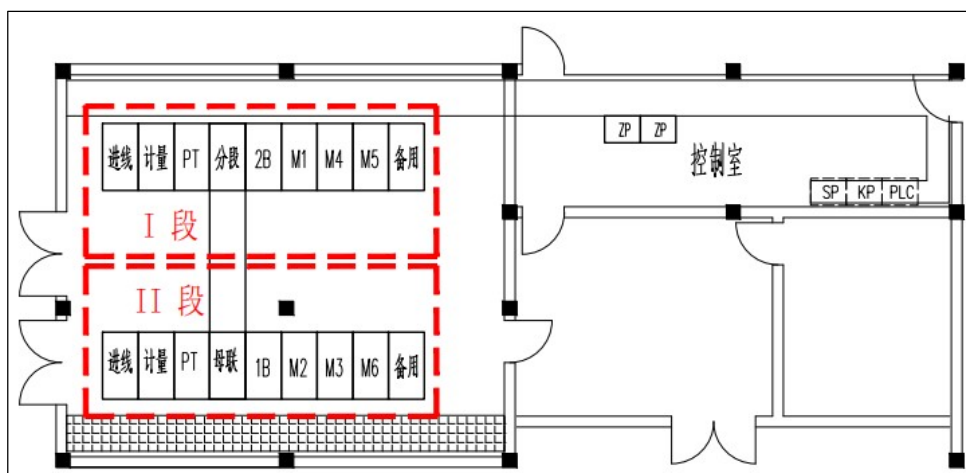 进线 计量 PT 分段 2B M1 M4 M5 备用
ZP ZP
控制室
SP KP PLC
I 段
II 段
进线 计量 PT 母联 1B M2 M3 M6 备用